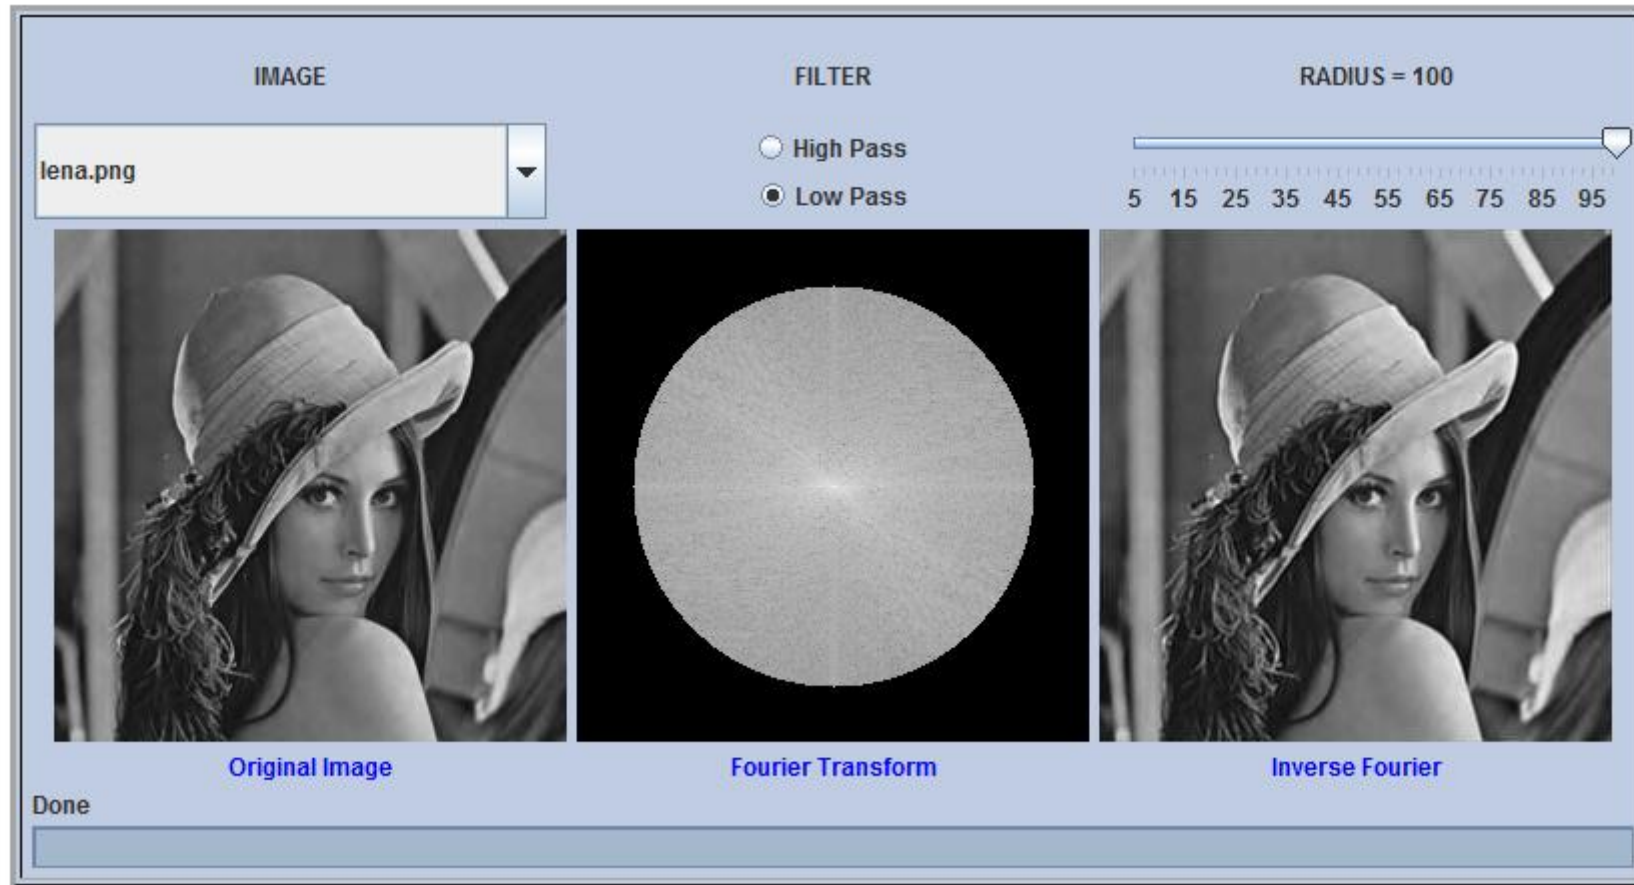 IMAGE
FILTER
RADIUS = 100
lena.png
High Pass
Low Pass
5 15 25 35 45 55 65 75 85 95
Original Image
Fourier Transform
Inverse Fourier
Done